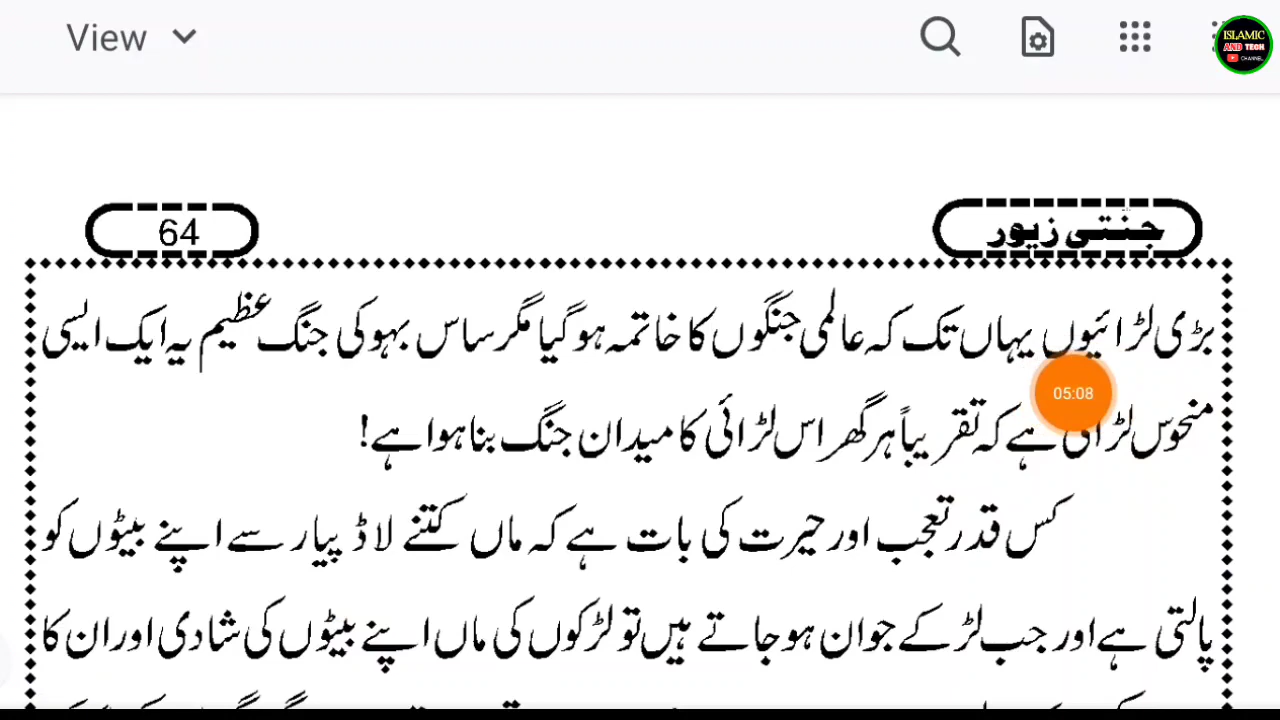 View
ISLAMIC
AND TECH
CHANNEL
64
جنتی زیور
بڑی لڑائیوں یہاں تک کہ عالمی جنگوں کا خاتمہ ہو گیا مگر ساس بہو کی جنگ عظیم یہ ایک ایسی
05:08
منحوس لڑائی ہے کہ تقریباً ہر گھر اس لڑائی کا میدان جنگ بنا ہوا ہے!
کس قدر تعجب اور حیرت کی بات ہے کہ ماں کتنے لاڈ پیار سے اپنے بیٹوں کو
پالتی ہے اور جب لڑکے جوان ہو جاتے ہیں تو لڑکوں کی ماں اپنے بیٹوں کی شادی اور ان کا